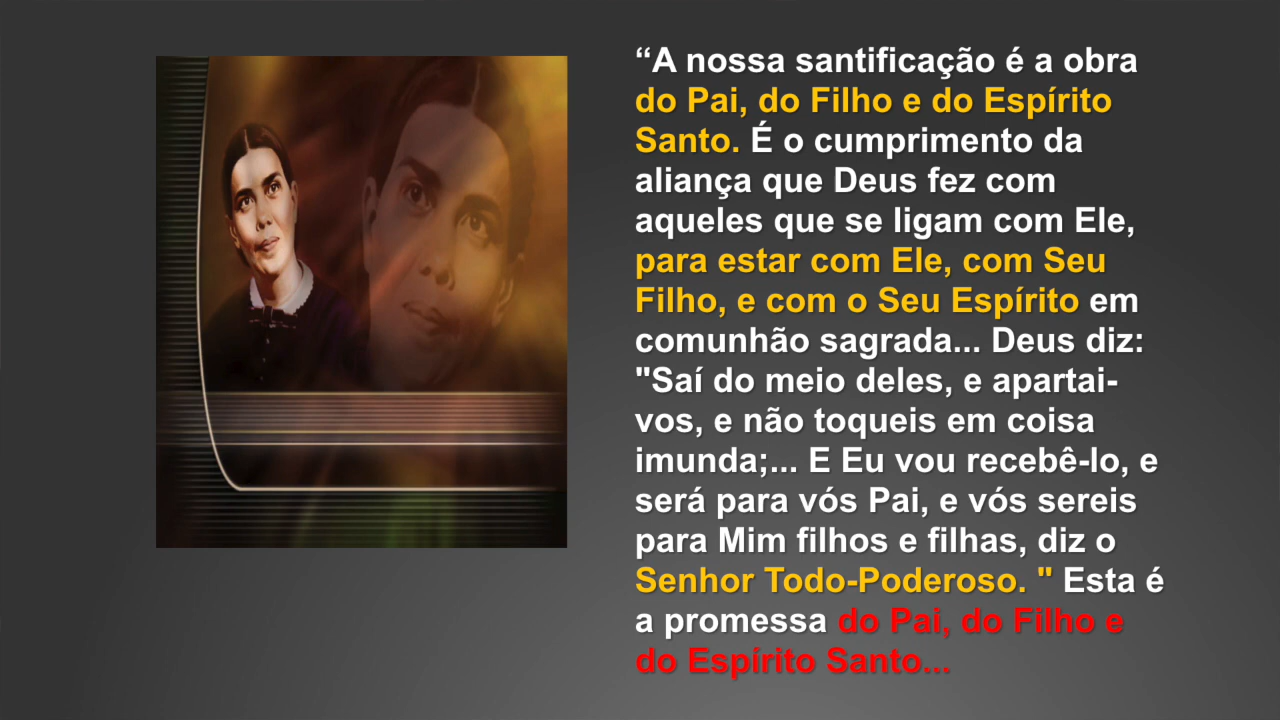 “A nossa santificação é a obra
do Pai, do Filho e do Espírito
Santo. É o cumprimento da
aliança que Deus fez com
aqueles que se ligam com Ele,
para estar com Ele, com Seu
Filho, e com o Seu Espírito em
comunhão sagrada... Deus diz:
"Saí do meio deles, e apartai-
vos, e não toqueis em coisa
imunda;... E Eu vou recebê-lo, e
será para vós Pai, e vós sereis
para Mim filhos e filhas, diz o
Senhor Todo-Poderoso. " Esta é
a promessa do Pai, do Filho e
do Espírito Santo...